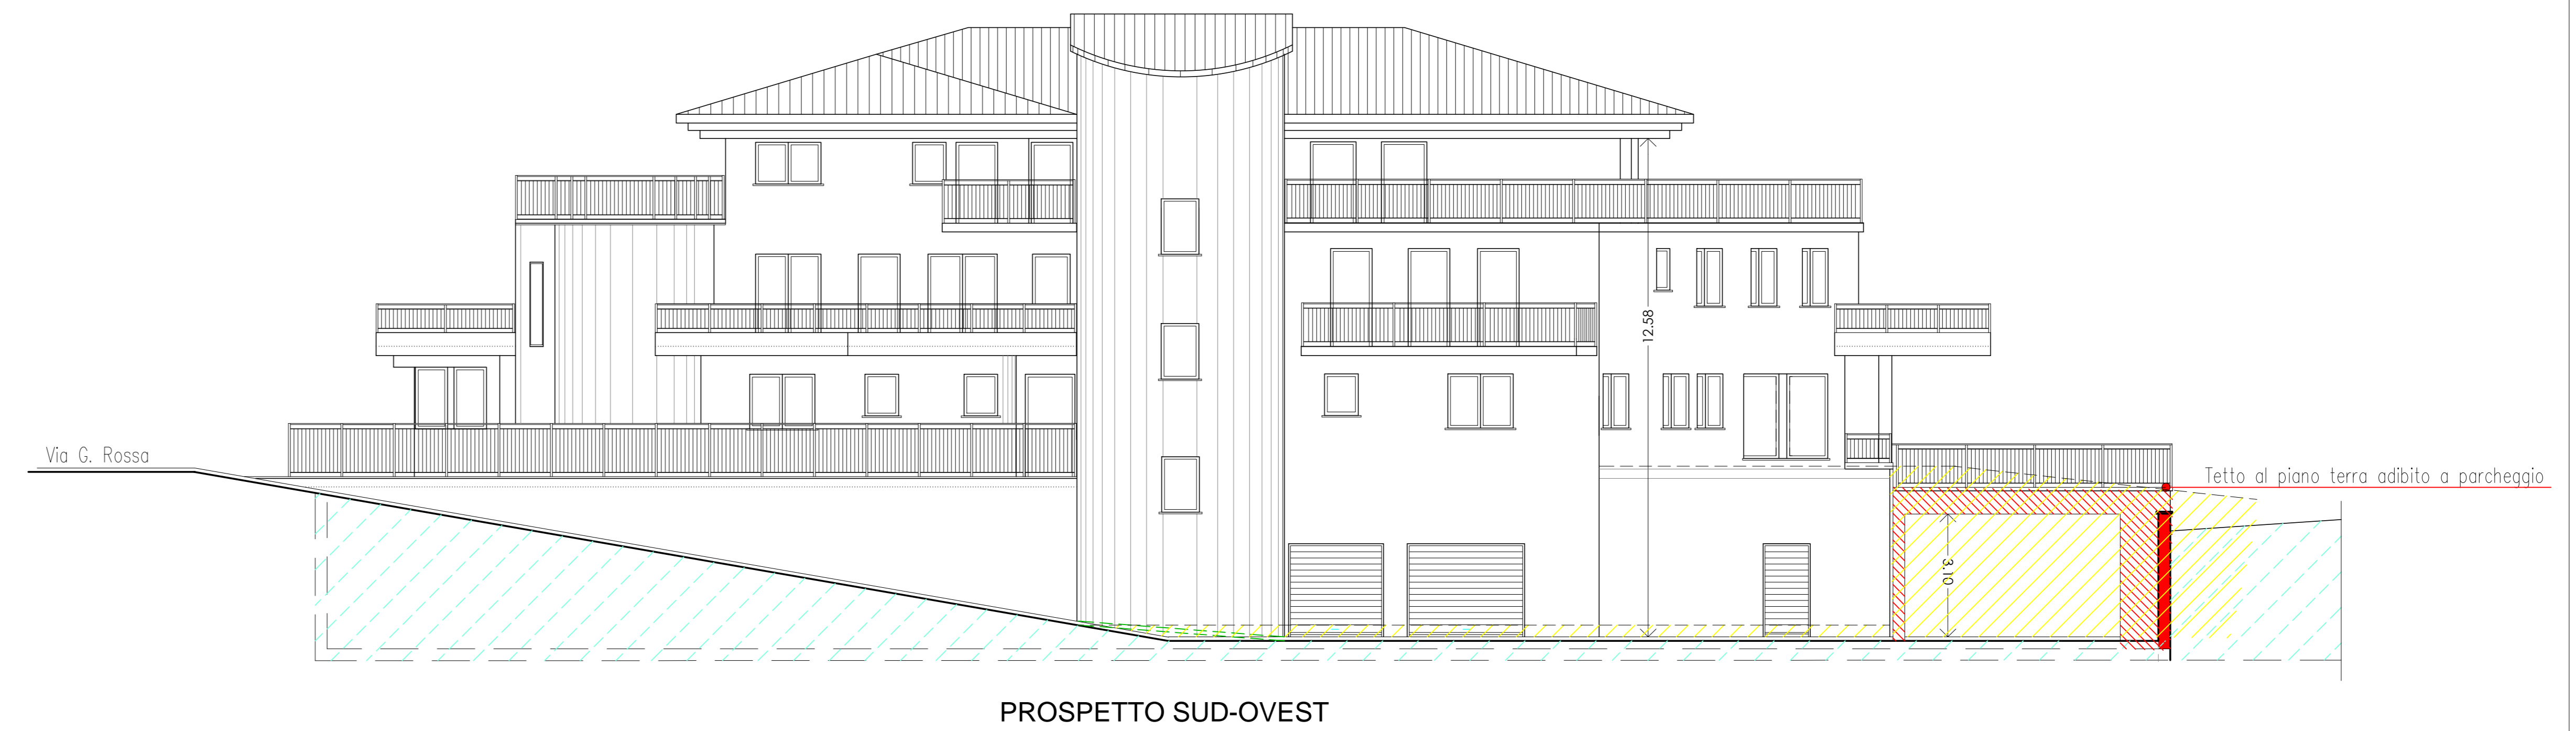 12.58
Via G. Rossa
Tetto al piano terra adibito a parcheggio
3.10
PROSPETTO SUD-OVEST